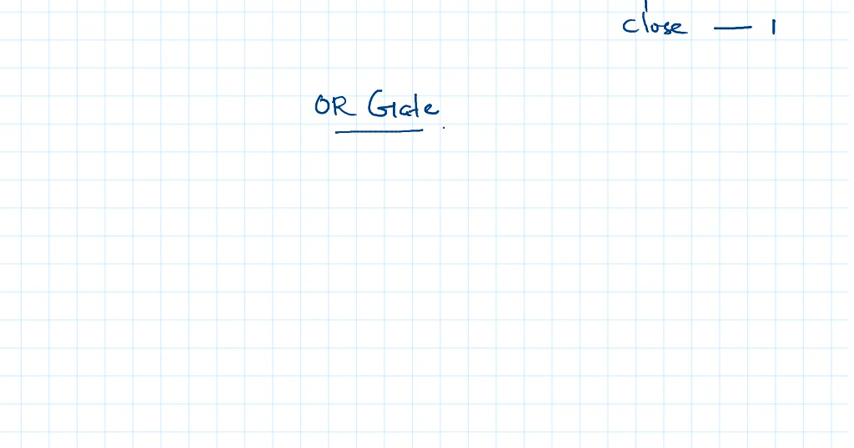 close — 1
OR Gate